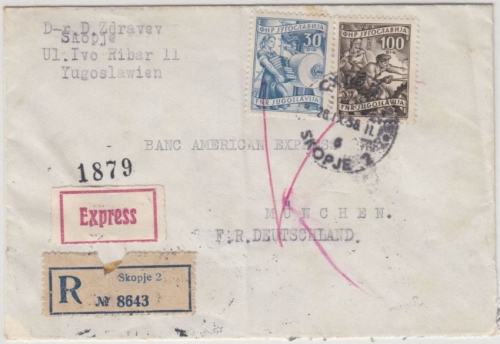 D-r D Zdravev
Skopje
Ul.Ivo Ribar 11
Yugoslawien
ФНР ЈУГОСЛАВИЈА
30
FNR JUGOSLAVIJA
ФНР ЈУГОСЛАВИЈА
100
FNR JUGOSLAVIJA
SKOPJE 2
BANC AMERICAN EXPRESS
1879
Express
MÜNCHEN.
F.R.DEUTSCHLAND.
R
Skopje 2
№ 8643